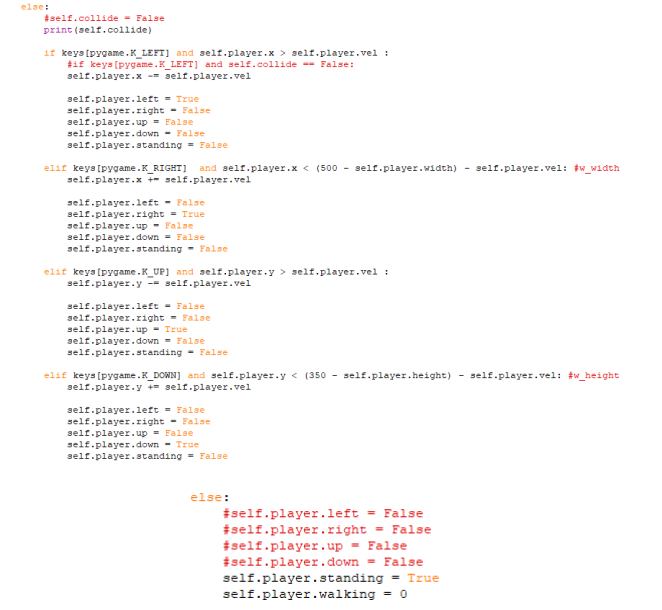 else:
#self.collide = False
print(self.collide)
if keys[pygame.K_LEFT] and self.player.x > self.player.vel :
#if keys[pygame.K_LEFT] and self.collide == False:
self.player.x -= self.player.vel
self.player.left = True
self.player.right = False
self.player.up = False
self.player.down = False
self.player.standing = False
elif keys[pygame.K_RIGHT]  and self.player.x < (500 - self.player.width) - self.player.vel: #w_width
self.player.x += self.player.vel
self.player.left = False
self.player.right = True
self.player.up = False
self.player.down = False
self.player.standing = False
elif keys[pygame.K_UP] and self.player.y > self.player.vel :
self.player.y -= self.player.vel
self.player.left = False
self.player.right = False
self.player.up = True
self.player.down = False
self.player.standing = False
elif keys[pygame.K_DOWN] and self.player.y < (350 - self.player.height) - self.player.vel: #w_height
self.player.y += self.player.vel
self.player.left = False
self.player.right = False
self.player.up = False
self.player.down = True
self.player.standing = False
else:
#self.player.left = False
#self.player.right = False
#self.player.up = False
#self.player.down = False
self.player.standing = True
self.player.walking = 0